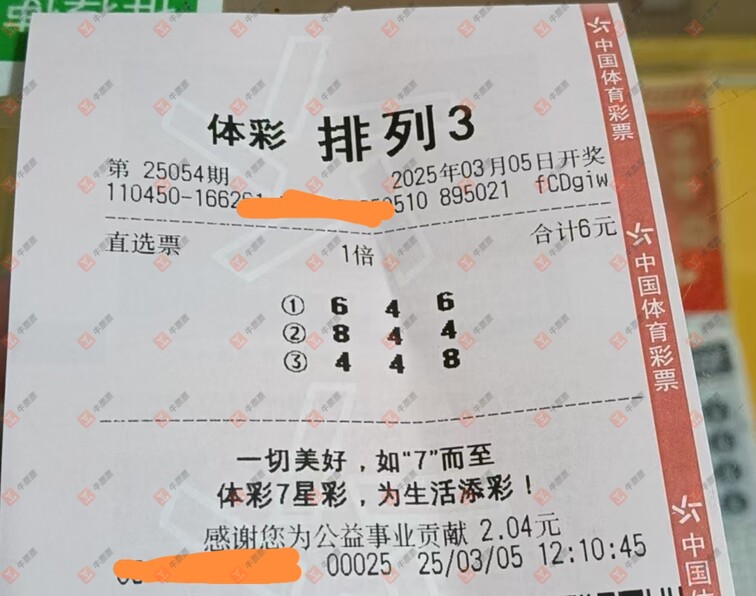 体彩 排列3
第 25054期 2025年03月05日开奖
110450-1662 510 895021 fCDgiw
直选票 1倍 合计6元
① 6 4 6
② 8 4 4
③ 4 4 8
一切美好，如“7”而至
体彩7星彩，为生活添彩！
感谢您为公益事业贡献 2.04元
00025 25/03/05 12:10:45
中国体育彩票
中国体育彩票
中国体
牛图图